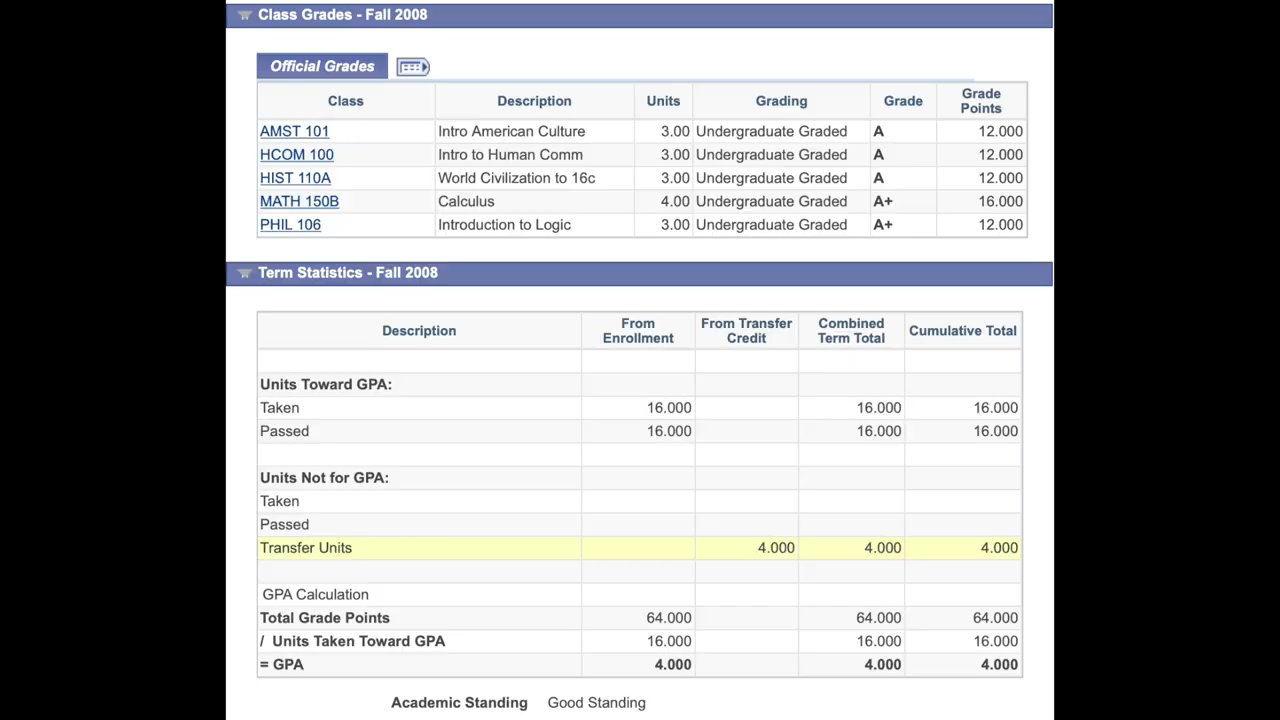 Class Grades - Fall 2008
Official Grades
Class Description Units Grading Grade Grade Points
AMST 101 Intro American Culture 3.00 Undergraduate Graded A 12.000
HCOM 100 Intro to Human Comm 3.00 Undergraduate Graded A 12.000
HIST 110A World Civilization to 16c 3.00 Undergraduate Graded A 12.000
MATH 150B Calculus 4.00 Undergraduate Graded A+ 16.000
PHIL 106 Introduction to Logic 3.00 Undergraduate Graded A+ 12.000
Term Statistics - Fall 2008
Description From Enrollment From Transfer Credit Combined Term Total Cumulative Total
Units Toward GPA:
Taken 16.000 16.000 16.000
Passed 16.000 16.000 16.000
Units Not for GPA:
Taken
Passed
Transfer Units 4.000 4.000 4.000
GPA Calculation
Total Grade Points 64.000 64.000 64.000
/ Units Taken Toward GPA 16.000 16.000 16.000
= GPA 4.000 4.000 4.000
Academic Standing Good Standing